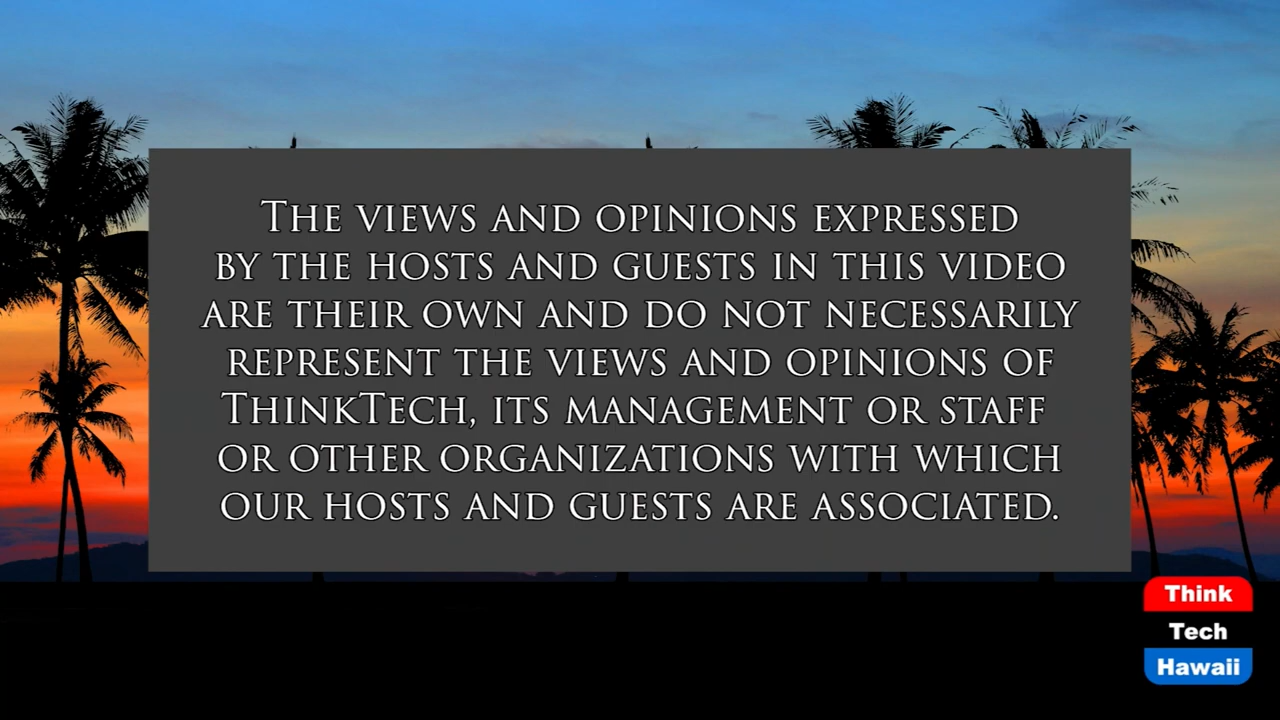 The views and opinions expressed
by the hosts and guests in this video
are their own and do not necessarily
represent the views and opinions of
ThinkTech, its management or staff
or other organizations with which
our hosts and guests are associated.
Think
Tech
Hawaii